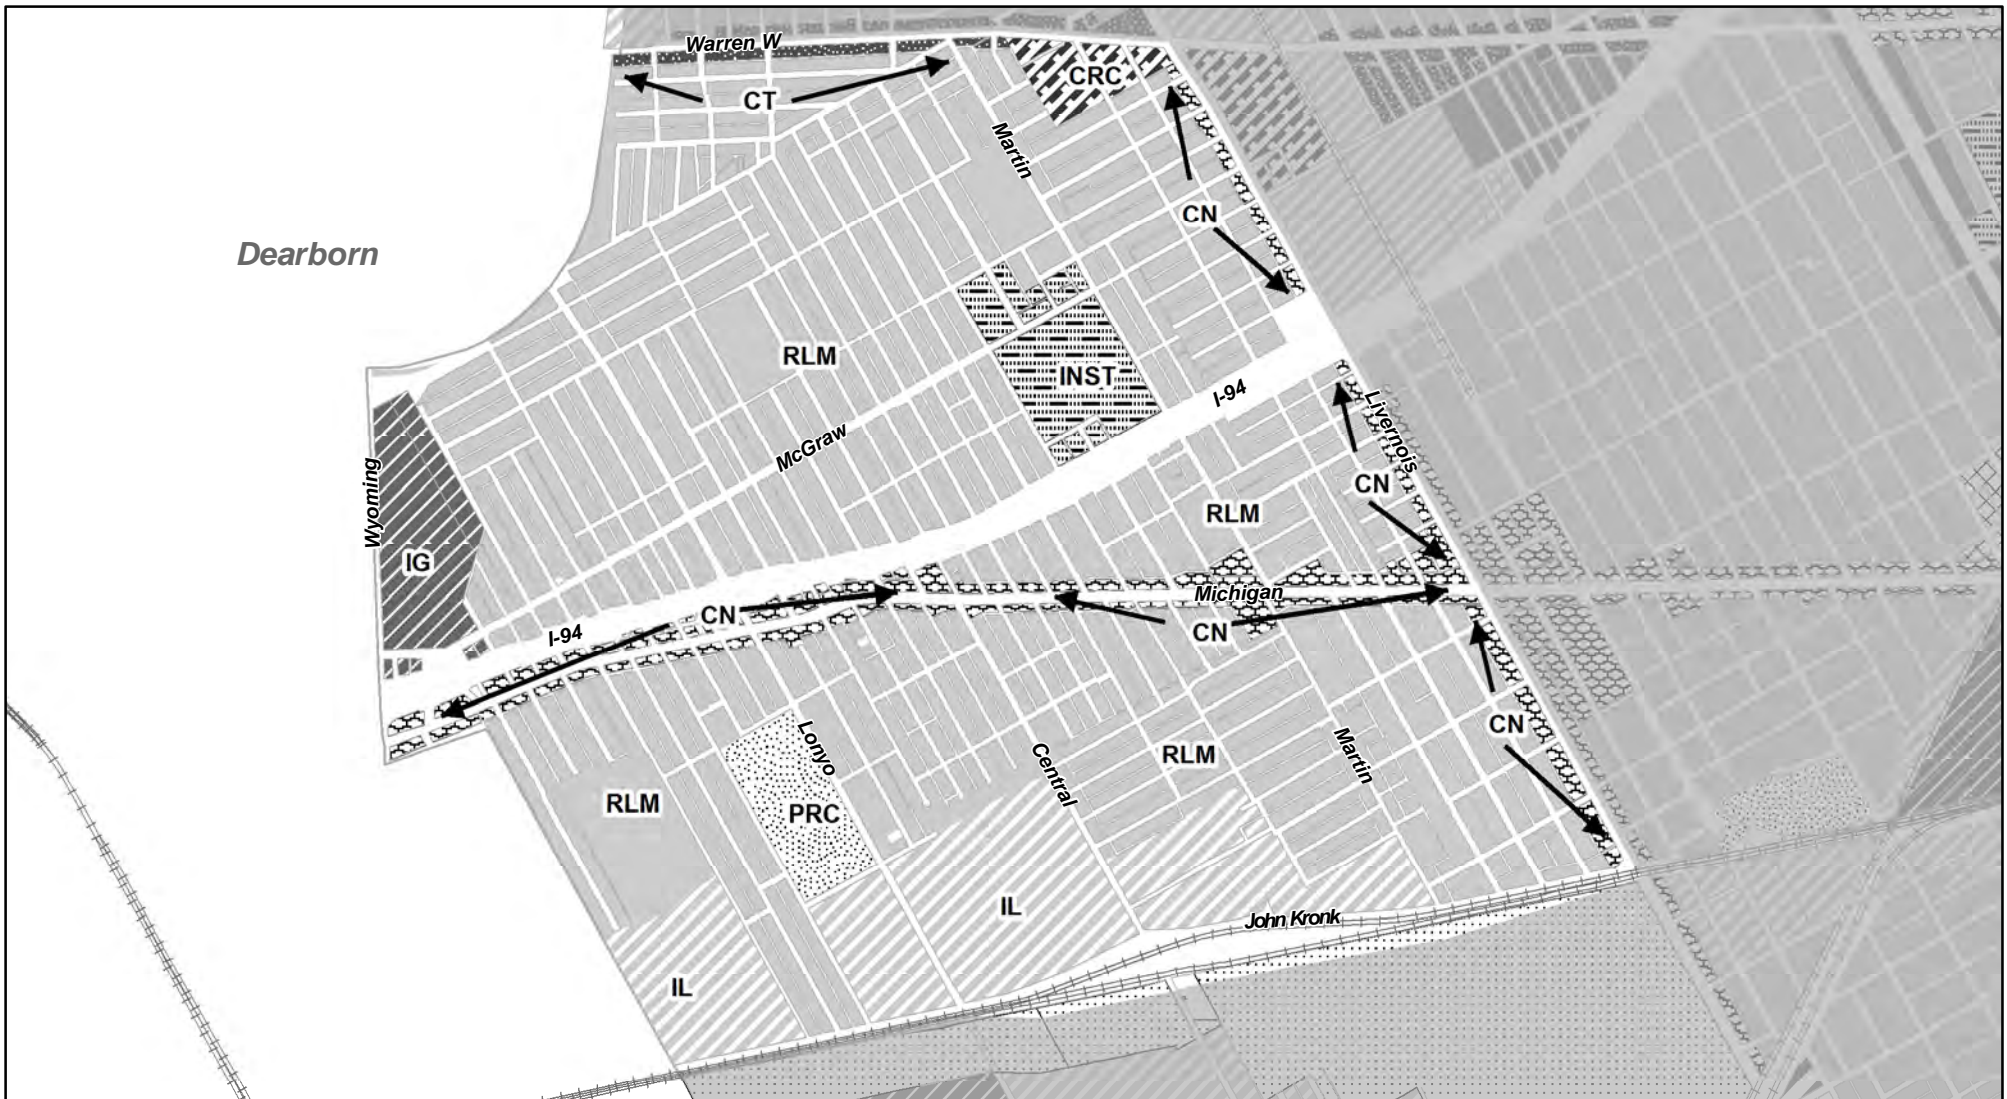 Warren W
CRC
CT
Martin
CN
Dearborn
RLM
INST
I-94
Livernois
McGraw
Wyoming
CN
RLM
IG
Michigan
CN
I-94
CN
CN
Lonyo
Central
RLM
Martin
RLM
PRC
IL
John Kronk
IL